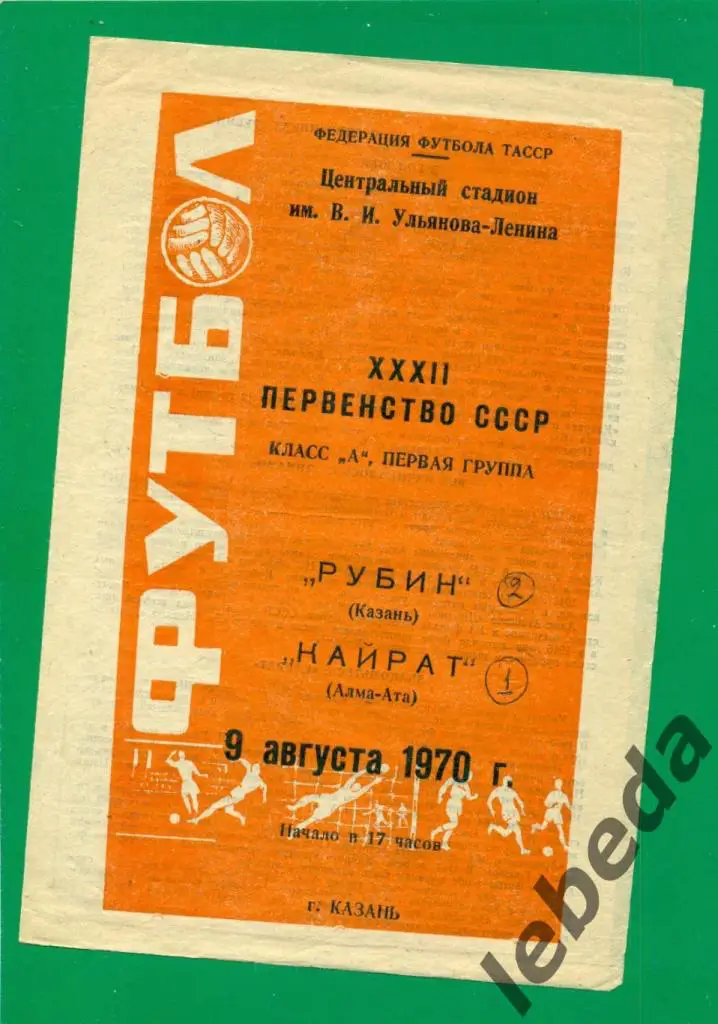 ФУТБОЛ
ФЕДЕРАЦИЯ ФУТБОЛА ТАССР
Центральный стадион
им. В. И. Ульянова-Ленина
XXXII
ПЕРВЕНСТВО СССР
КЛАСС „А“, ПЕРВАЯ ГРУППА
„РУБИН“ 2
(Казань)
„КАЙРАТ“ 1
(Алма-Ата)
9 августа 1970 г.
Начало в 17 часов
г. КАЗАНЬ
lebeda